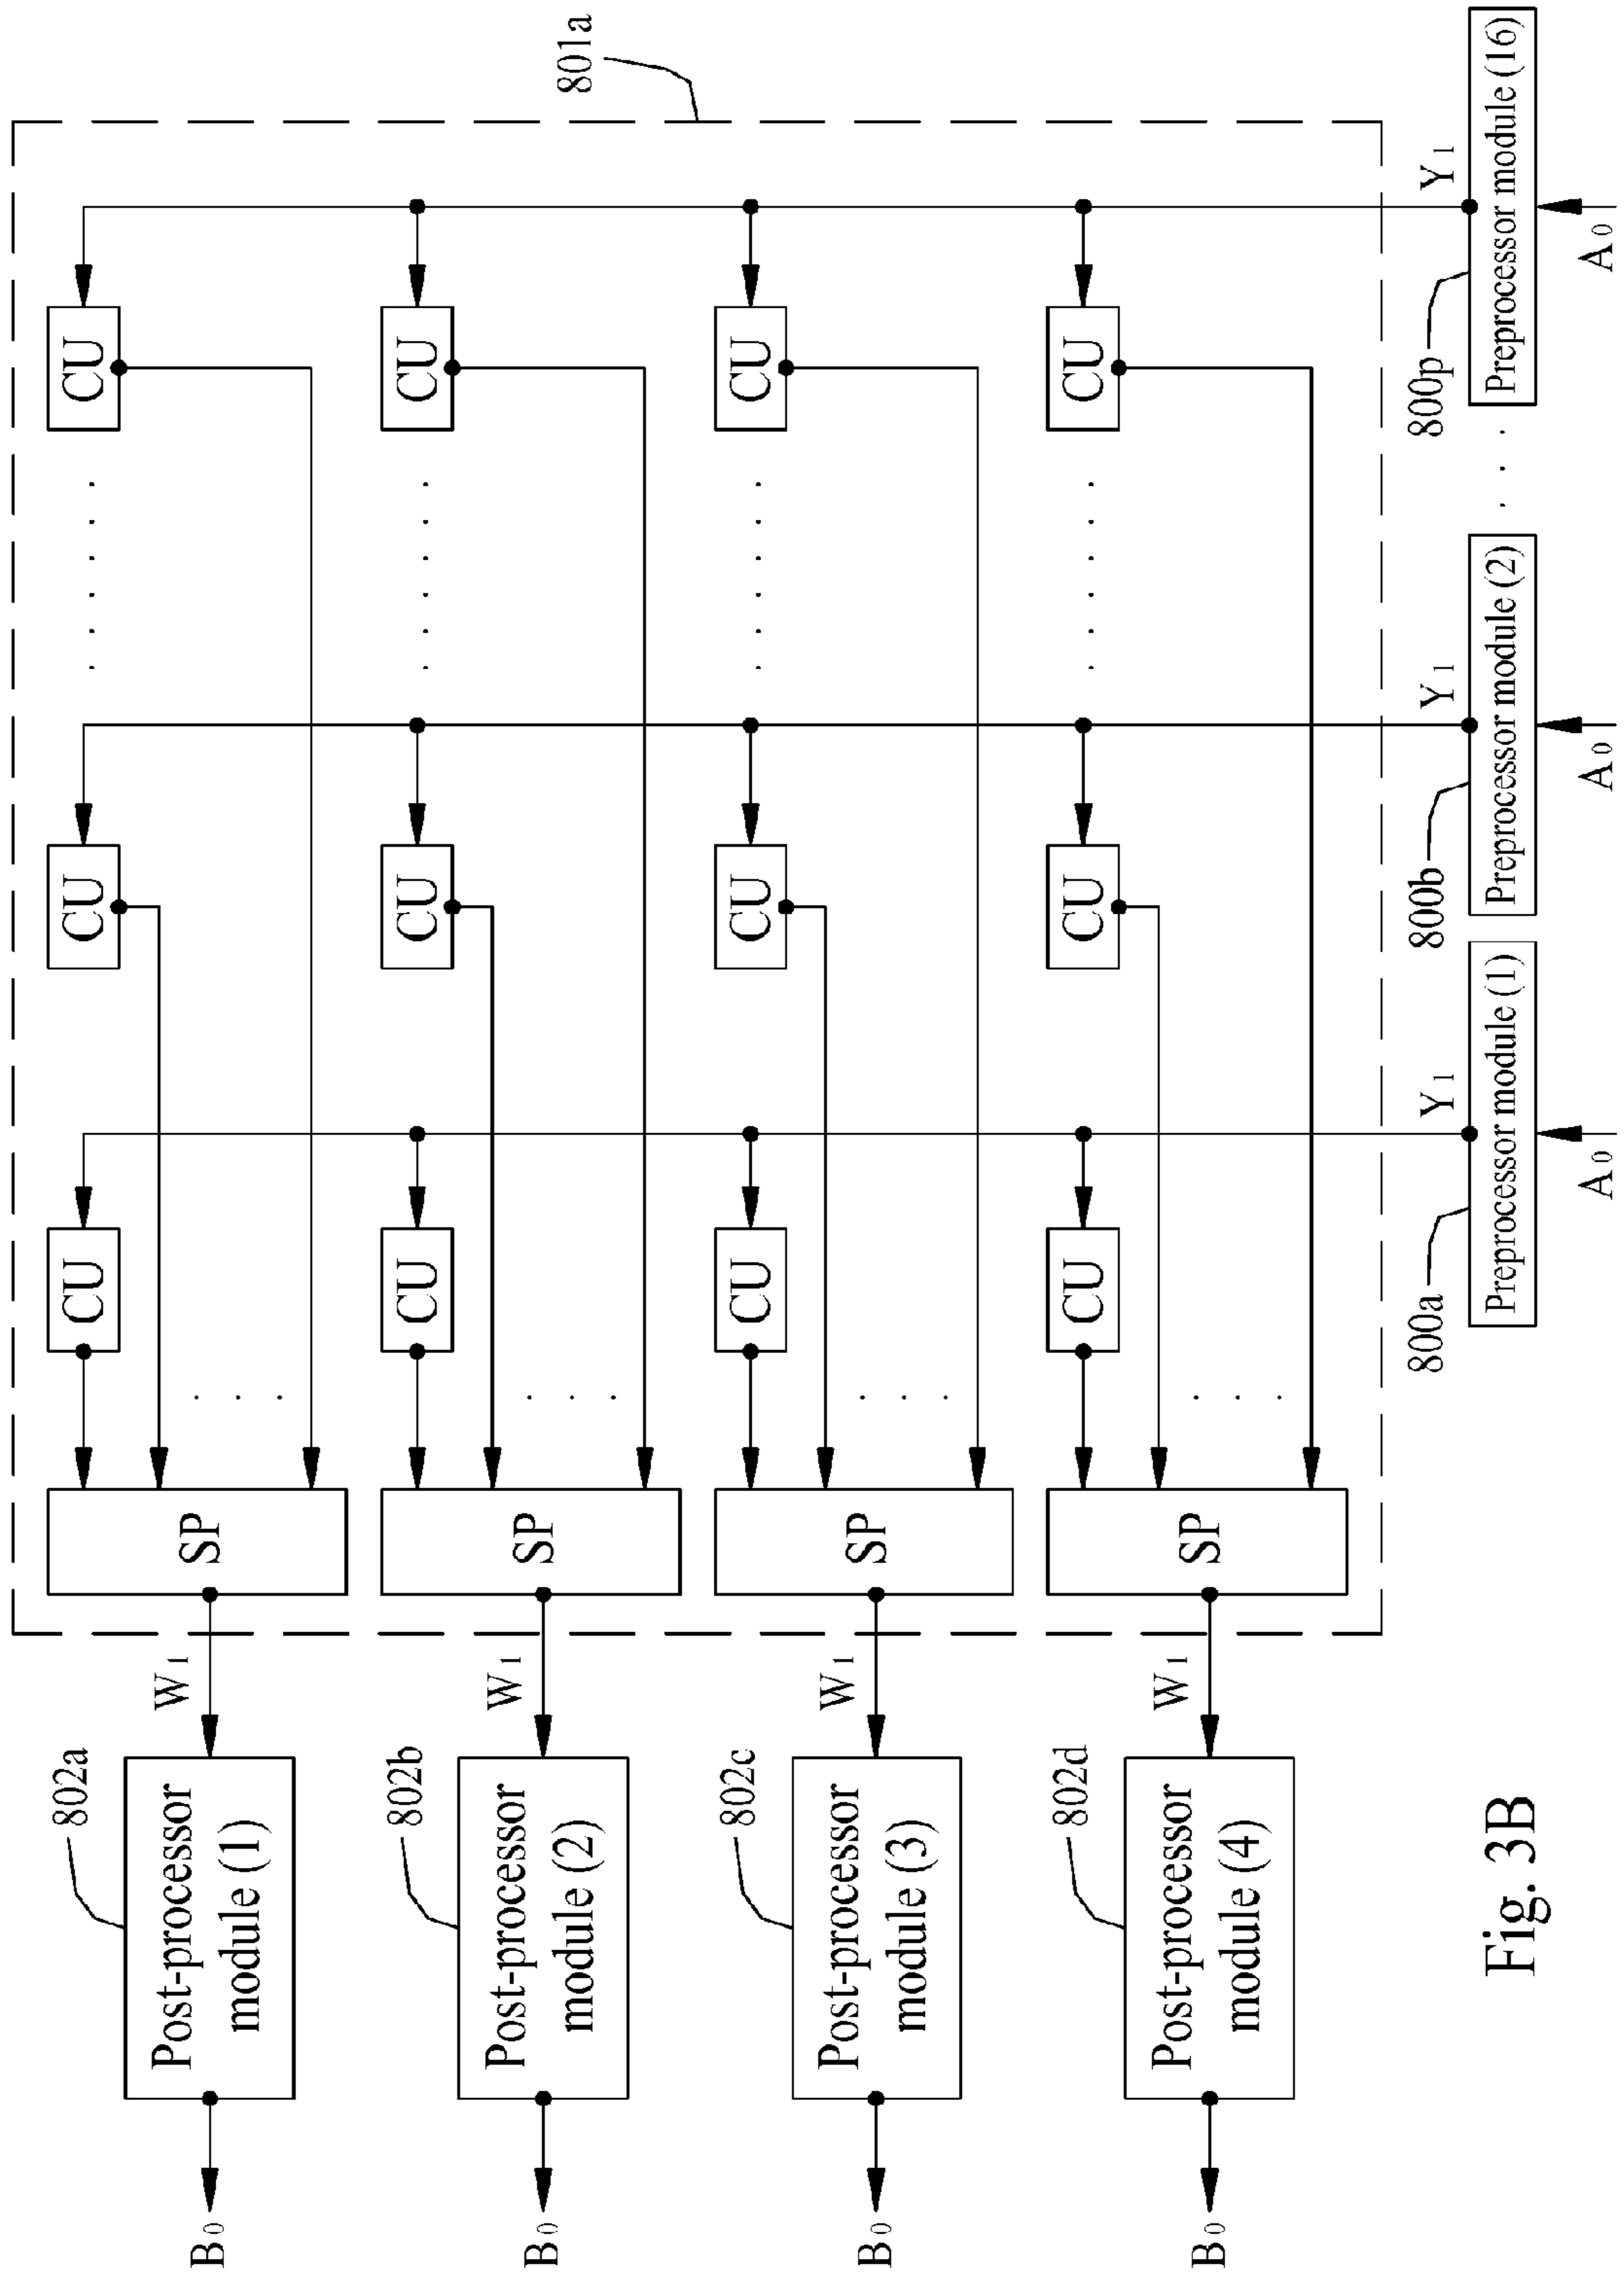 802a
CU
CU
CU
W1
Post-processor
module (1)
B0
SP
802b
CU
CU
CU
W1
Post-processor
module (2)
B0
SP
801a
802c
CU
CU
CU
W1
Post-processor
module (3)
B0
SP
802d
CU
CU
CU
W1
Post-processor
module (4)
B0
SP
800a
Y1
800b
Y1
800p
Y1
Preprocessor module (1)
Preprocessor module (2)
Preprocessor module (16)
A0
A0
A0
Fig. 3B